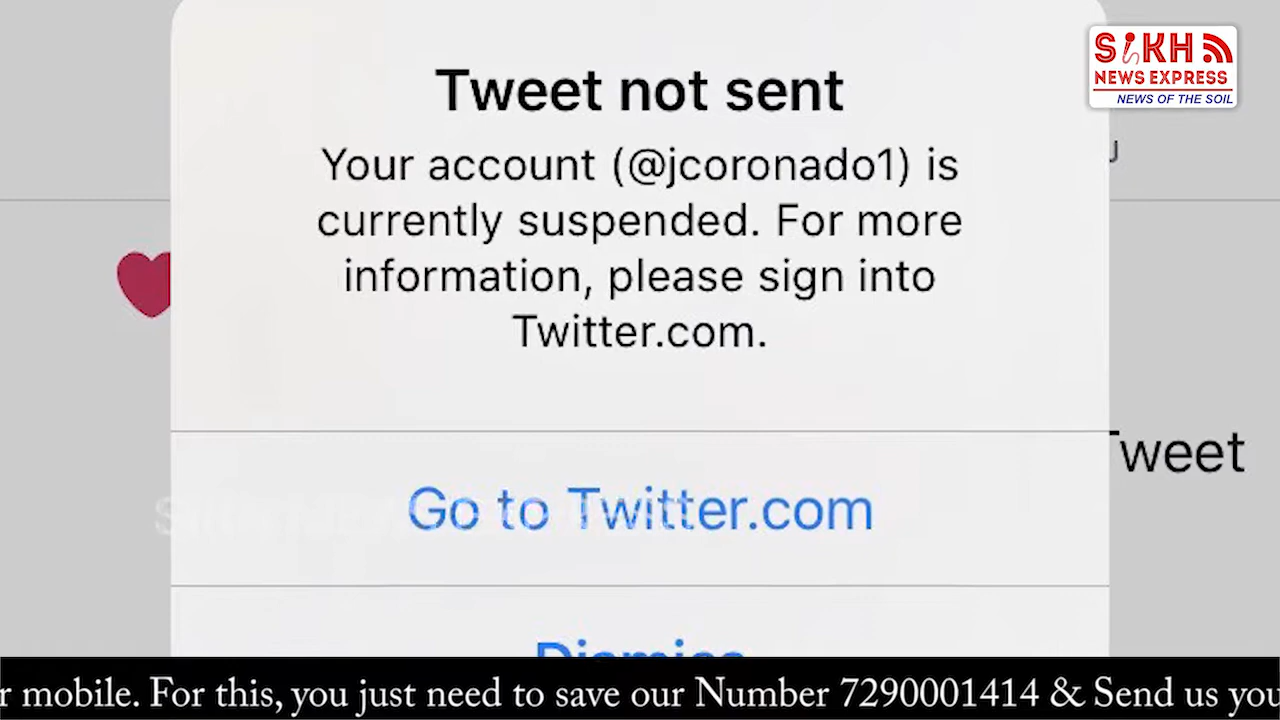 SIKH
NEWS EXPRESS
NEWS OF THE SOIL
Tweet not sent
Your account (@jcoronado1) is
currently suspended. For more
information, please sign into
Twitter.com.
Tweet
Go to Twitter.com
Dismiss
r mobile. For this, you just need to save our Number 7290001414 & Send us you